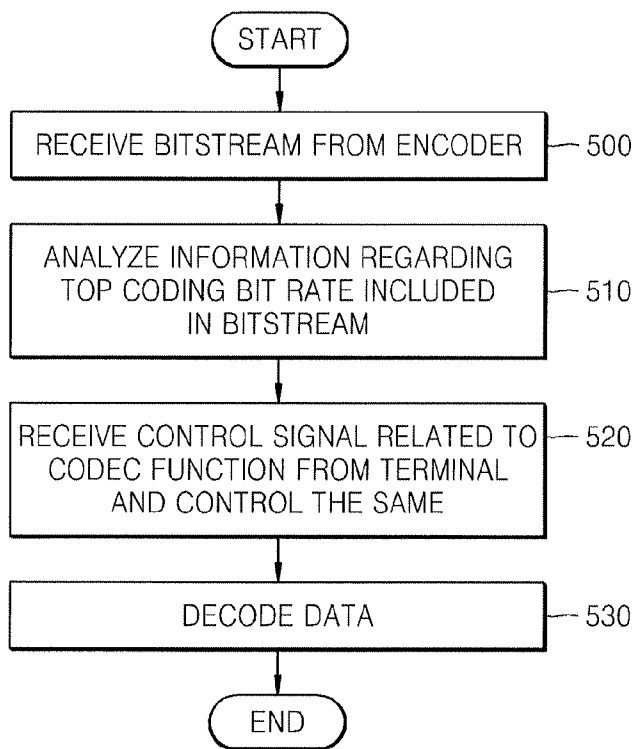 START
RECEIVE BITSTREAM FROM ENCODER
500
ANALYZE INFORMATION REGARDING
TOP CODING BIT RATE INCLUDED
IN BITSTREAM
510
RECEIVE CONTROL SIGNAL RELATED TO
CODEC FUNCTION FROM TERMINAL
AND CONTROL THE SAME
520
DECODE DATA
530
END